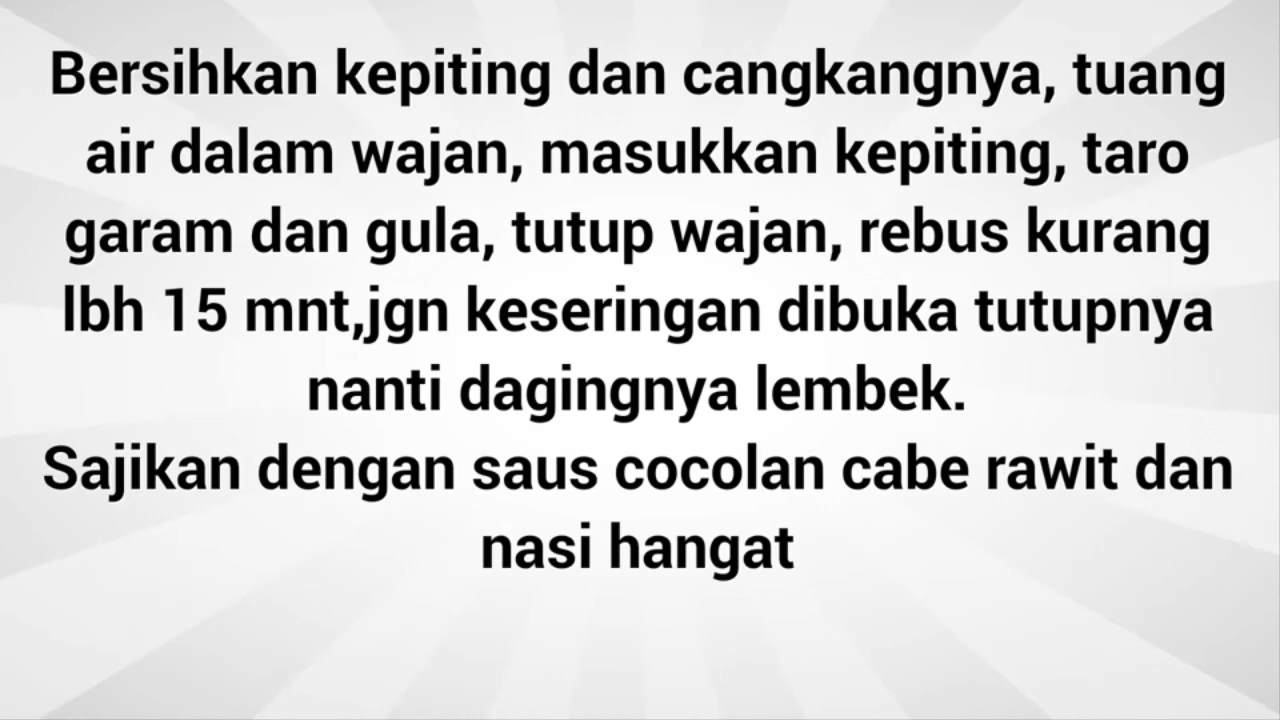 Bersihkan kepiting dan cangkangnya, tuang
air dalam wajan, masukkan kepiting, taro
garam dan gula, tutup wajan, rebus kurang
lbh 15 mnt,jgn keseringan dibuka tutupnya
nanti dagingnya lembek.
Sajikan dengan saus cocolan cabe rawit dan
nasi hangat